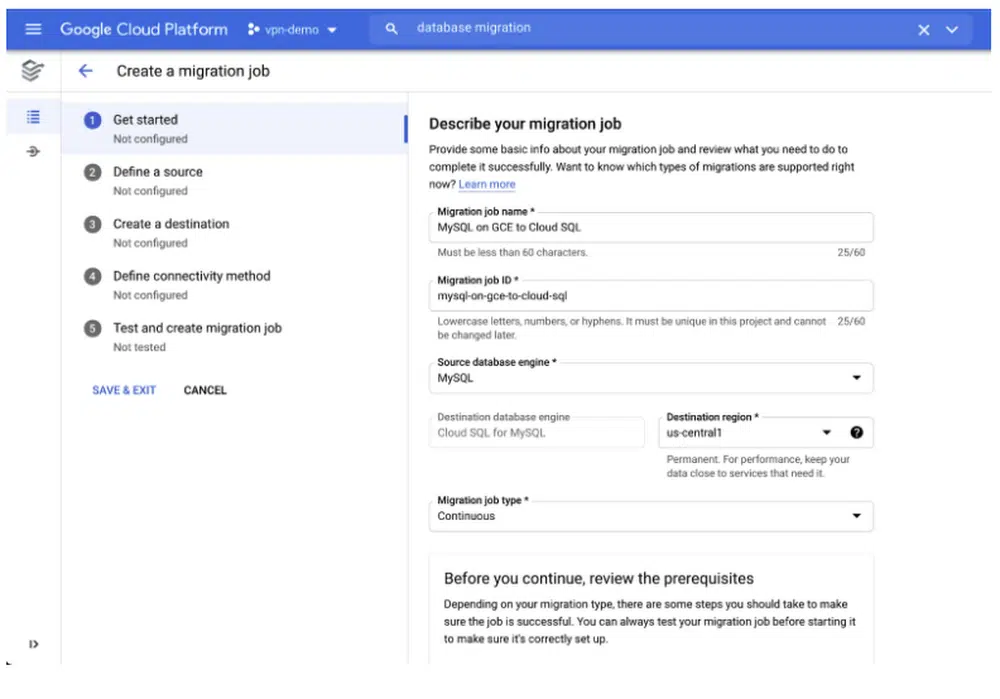 Google Cloud Platform
vpn-demo
database migration
Create a migration job
1 Get started
Not configured
2 Define a source
Not configured
3 Create a destination
Not configured
4 Define connectivity method
Not configured
5 Test and create migration job
Not tested
SAVE & EXIT CANCEL
Describe your migration job
Provide some basic info about your migration job and review what you need to do to
complete it successfully. Want to know which types of migrations are supported right
now? Learn more
Migration job name *
MySQL on GCE to Cloud SQL
Must be less than 60 characters. 25/60
Migration job ID *
mysql-on-gce-to-cloud-sql
Lowercase letters, numbers, or hyphens. It must be unique in this project and cannot 25/60
be changed later.
Source database engine *
MySQL
Destination database engine
Cloud SQL for MySQL
Destination region *
us-central1
Permanent. For performance, keep your
data close to services that need it.
Migration job type *
Continuous
Before you continue, review the prerequisites
Depending on your migration type, there are some steps you should take to make
sure the job is successful. You can always test your migration job before starting it
to make sure it's correctly set up.